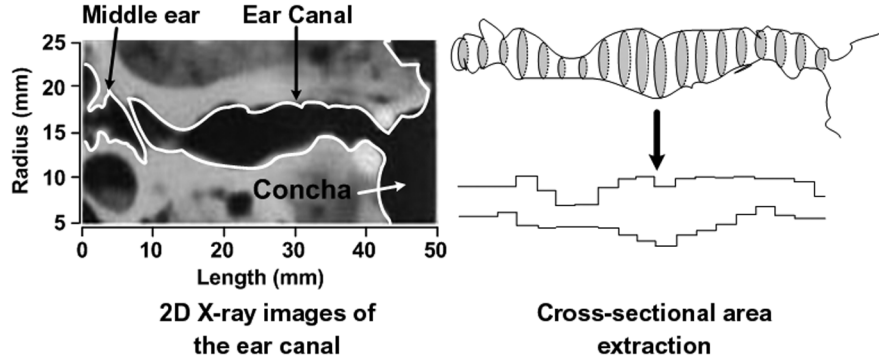 Middle ear
Ear Canal
25
20
15
10
5
Radius (mm)
Concha
0
10
20
30
40
50
Length (mm)
2D X-ray images of
the ear canal
Cross-sectional area
extraction